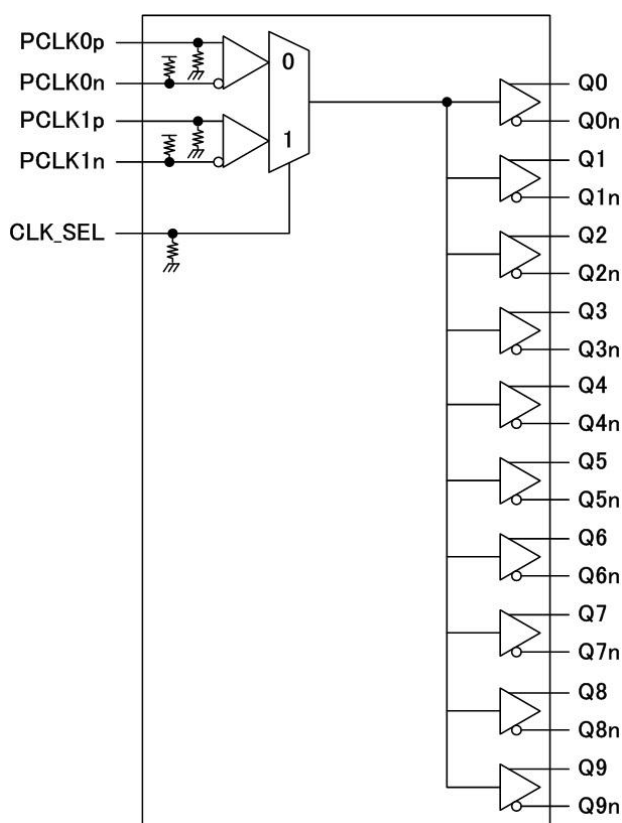 PCLK0p
PCLK0n
PCLK1p
PCLK1n
CLK_SEL
0
1
Q0
Q0n
Q1
Q1n
Q2
Q2n
Q3
Q3n
Q4
Q4n
Q5
Q5n
Q6
Q6n
Q7
Q7n
Q8
Q8n
Q9
Q9n